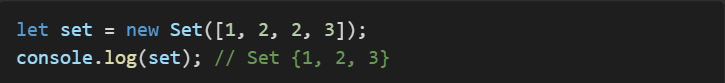 let set = new Set([1, 2, 2, 3]);
console.log(set); // Set {1, 2, 3}